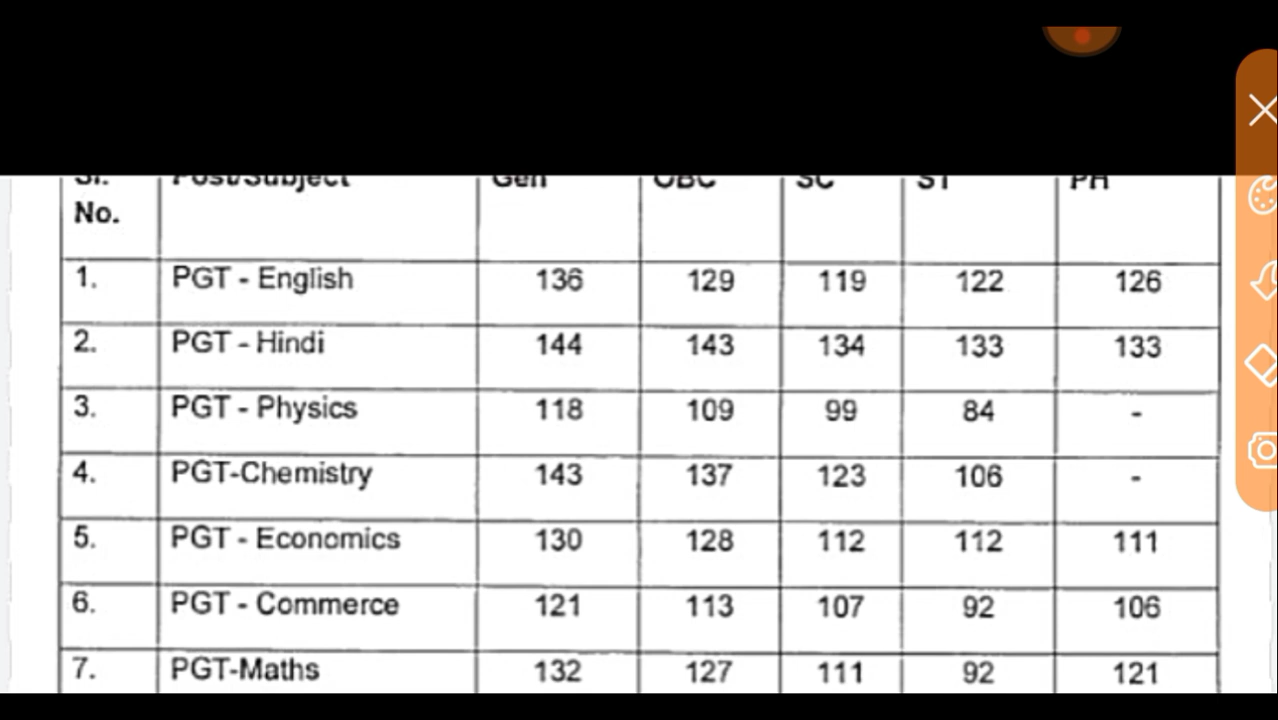 Sl. Post/Subject Gen OBC SC ST PH
No.
1. PGT - English 136 129 119 122 126
2. PGT - Hindi 144 143 134 133 133
3. PGT - Physics 118 109 99 84 -
4. PGT-Chemistry 143 137 123 106 -
5. PGT - Economics 130 128 112 112 111
6. PGT - Commerce 121 113 107 92 106
7. PGT-Maths 132 127 111 92 121